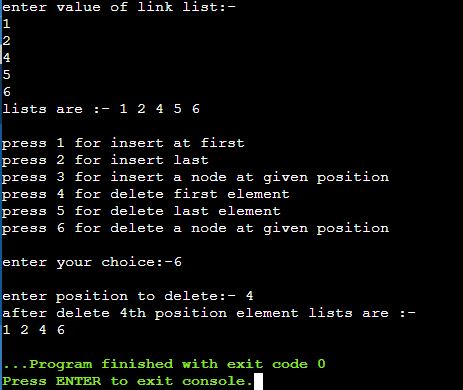 enter value of link list:-
1
2
4
5
6
lists are :- 1 2 4 5 6
press 1 for insert at first
press 2 for insert last
press 3 for insert a node at given position
press 4 for delete first element
press 5 for delete last element
press 6 for delete a node at given position
enter your choice:-6
enter position to delete:- 4
after delete 4th position element lists are :-
1 2 4 6
...Program finished with exit code 0
Press ENTER to exit console.